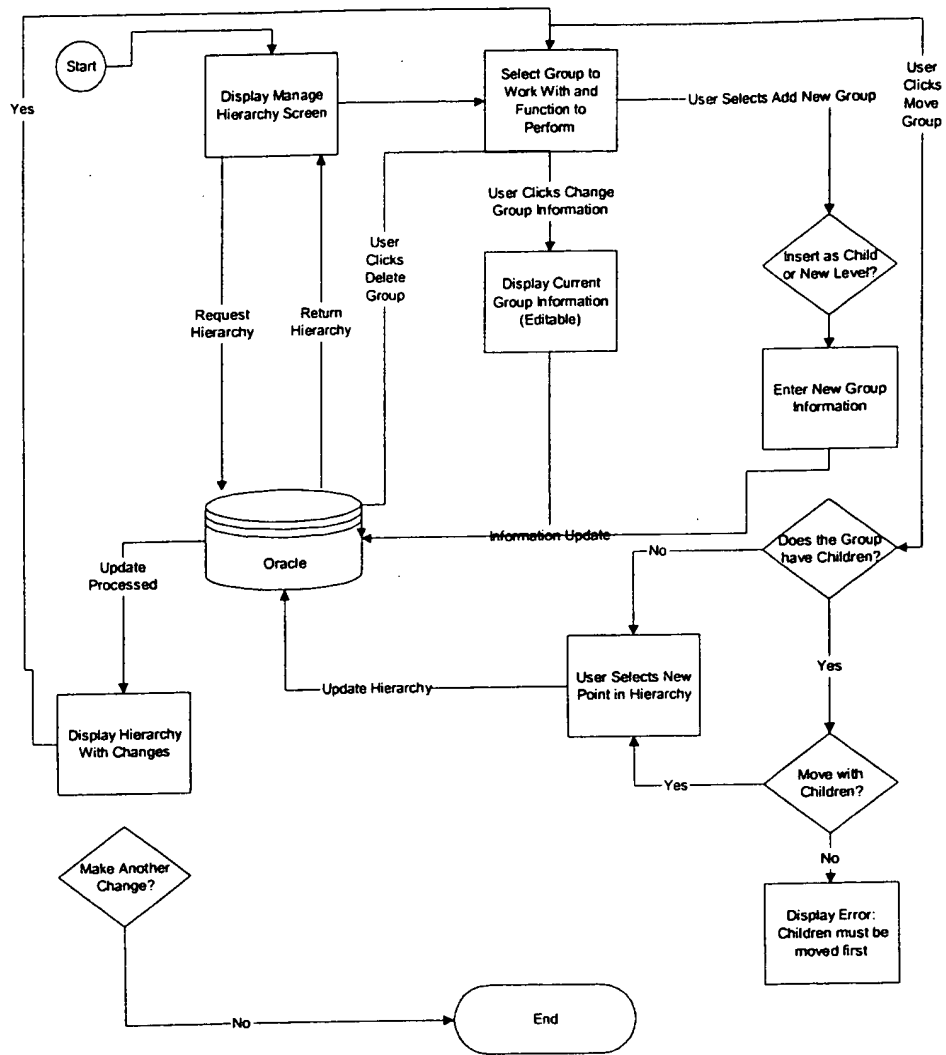 Start
Display Manage
Hierarchy Screen
Select Group to
Work With and
Function to
Perform
User Selects Add New Group
User
Clicks
Move
Group
Yes
User Clicks Change
Group Information
User
Clicks
Delete
Group
Insert as Child
or New Level?
Display Current
Group Information
(Editable)
Request
Hierarchy
Return
Hierarchy
Enter New Group
Information
Information Update
Oracle
Does the Group
have Children?
No
Update
Processed
Yes
User Selects New
Point in Hierarchy
Update Hierarchy
Display Hierarchy
With Changes
Move with
Children?
Yes
No
Make Another
Change?
Display Error:
Children must be
moved first
No
End